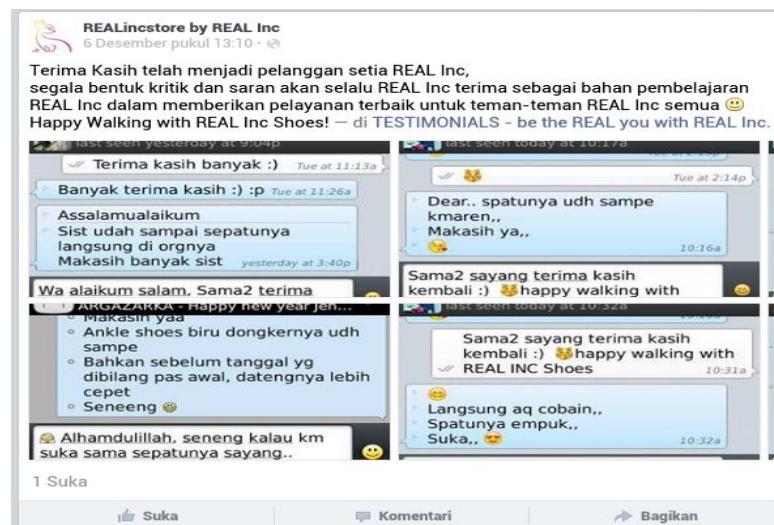 REALincstore by REAL Inc
6 Desember pukul 13:10 ·
Terima Kasih telah menjadi pelanggan setia REAL Inc,
segala bentuk kritik dan saran akan selalu REAL Inc terima sebagai bahan pembelajaran
REAL Inc dalam memberikan pelayanan terbaik untuk teman-teman REAL Inc semua 😃
Happy Walking with REAL Inc Shoes! — di TESTIMONIALS - be the REAL you with REAL Inc.
last seen yesterday at 9:04p
Terima kasih banyak :) Tue at 11:13a
Banyak terima kasih :) :p Tue at 11:26a
Assalamualaikum
Sist udah sampai sepatunya
langsung di orgnya
Makasih banyak sist yesterday at 3:40p
Wa alaikum salam, Sama2 terima
last seen today at 10:17a
Tue at 2:14p
Dear.. spatunya udh sampe
kmaren,,
Makasih ya,,
10:16a
Sama2 sayang terima kasih
kembali :) happy walking with
ARGAZARKA - Happy new year jen...
Makasih yaa
Ankle shoes biru dongkernya udh
sampe
Bahkan sebelum tanggal yg
dibilang pas awal, datengnya lebih
cepet
Seneeng
Alhamdulillah, seneng kalau km
suka sama sepatunya sayang..
last seen today at 10:32a
Sama2 sayang terima kasih
kembali :) happy walking with
REAL INC Shoes 10:31a
Langsung aq cobain,,
Spatunya empuk,,
Suka,, 😍 10:32a
1 Suka
Suka Komentari Bagikan